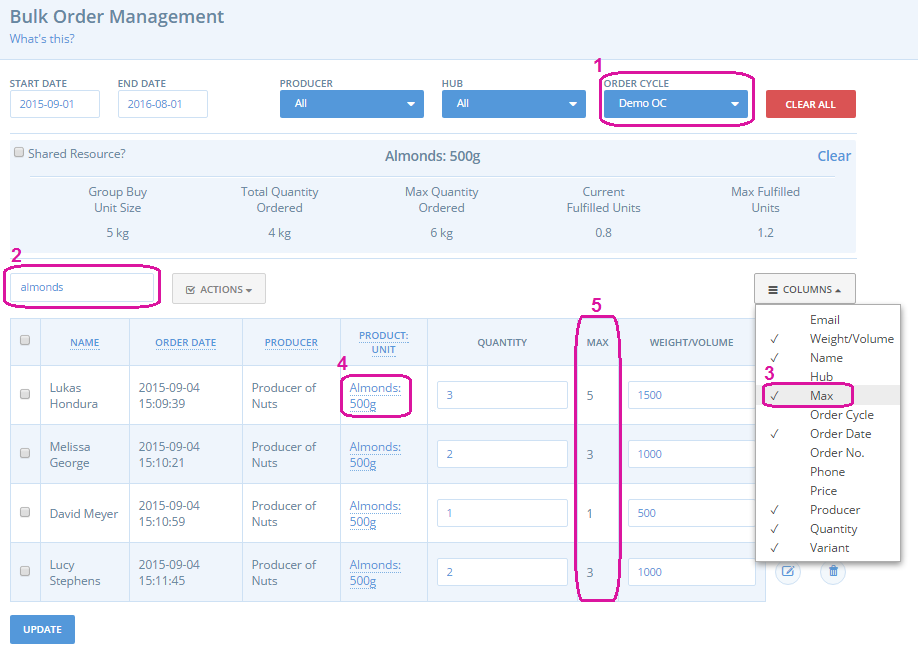 Bulk Order Management
What's this?
START DATE
END DATE
PRODUCER
HUB
1
ORDER CYCLE
2015-09-01
2016-08-01
All
All
Demo OC
CLEAR ALL
Shared Resource?
Almonds: 500g
Clear
Group Buy
Unit Size
Total Quantity
Ordered
Max Quantity
Ordered
Current
Fulfilled Units
Max Fulfilled
Units
5 kg
4 kg
6 kg
0.8
1.2
2
almonds
ACTIONS
COLUMNS
Email
✓ Weight/Volume
✓ Name
Hub
3
✓ Max
Order Cycle
✓ Order Date
Order No.
Phone
Price
✓ Producer
✓ Quantity
✓ Variant
5
NAME
ORDER DATE
PRODUCER
PRODUCT:
UNIT
QUANTITY
MAX
WEIGHT/VOLUME
4
Lukas
Hondura
2015-09-04
15:09:39
Producer of
Nuts
Almonds:
500g
3
5
1500
Melissa
George
2015-09-04
15:10:21
Producer of
Nuts
Almonds:
500g
2
3
1000
David Meyer
2015-09-04
15:10:59
Producer of
Nuts
Almonds:
500g
1
1
500
Lucy
Stephens
2015-09-04
15:11:45
Producer of
Nuts
Almonds:
500g
2
3
1000
UPDATE